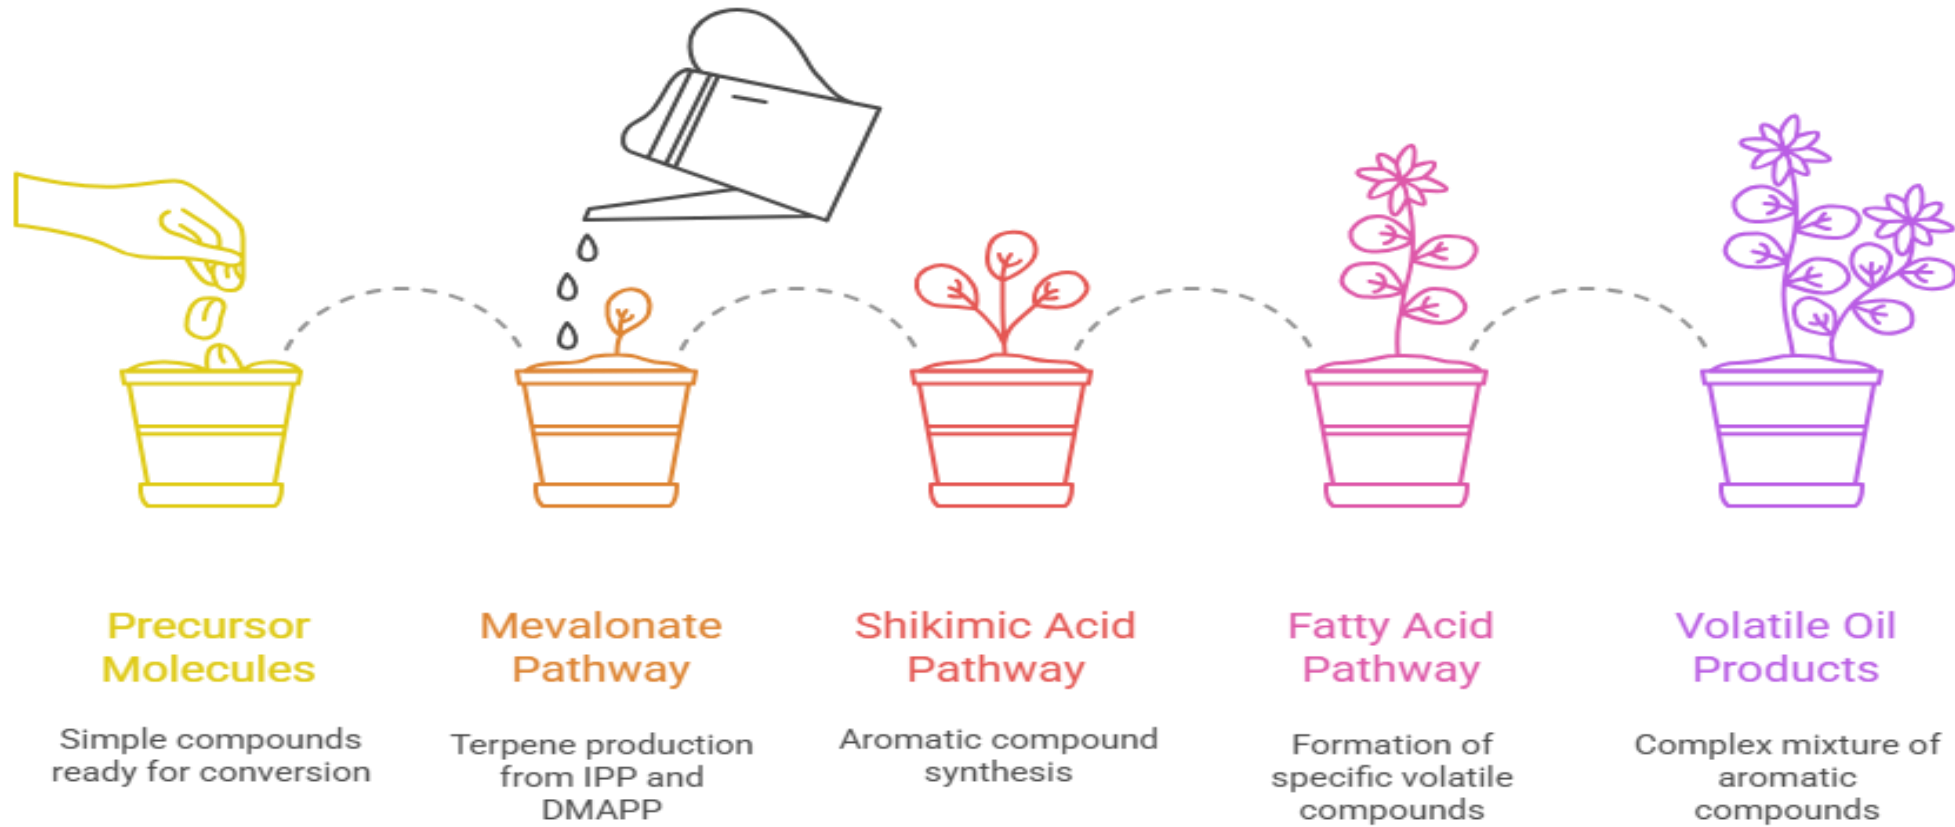 Precursor
Molecules
Simple compounds
ready for conversion
Mevalonate
Pathway
Terpene production
from IPP and
DMAPP
Shikimic Acid
Pathway
Aromatic compound
synthesis
Fatty Acid
Pathway
Formation of
specific volatile
compounds
Volatile Oil
Products
Complex mixture of
aromatic
compounds